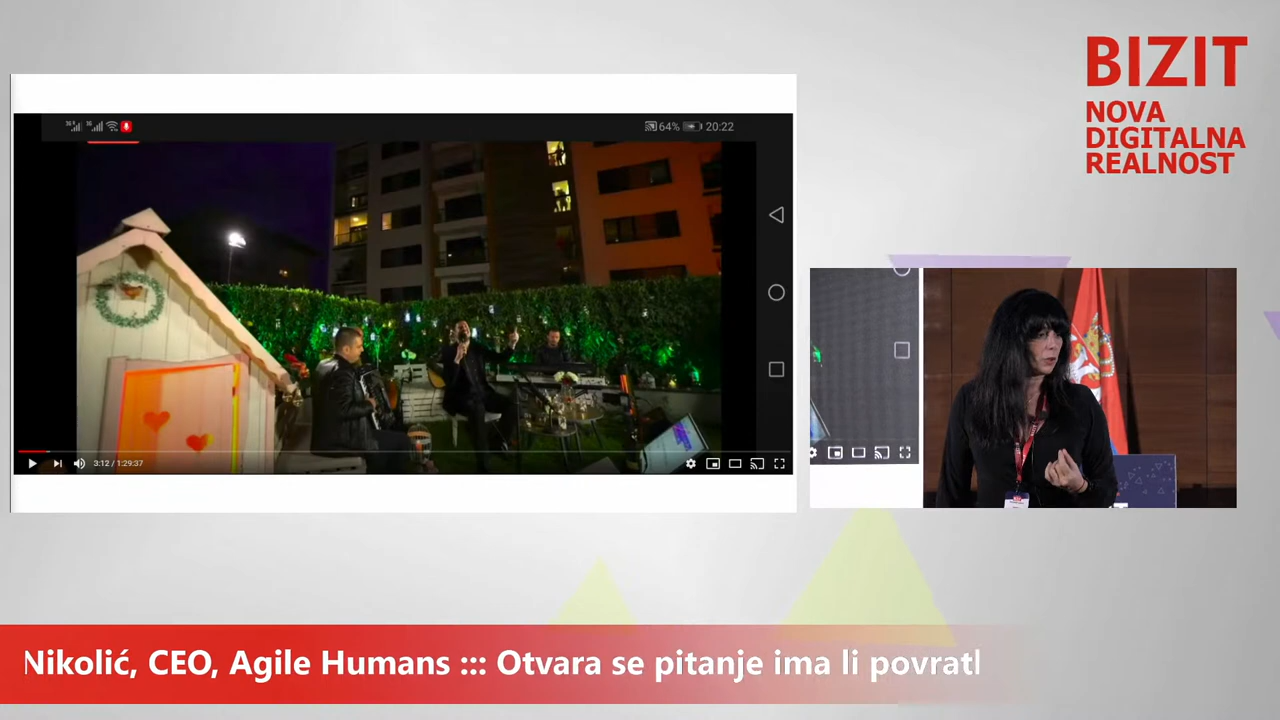 BIZIT
NOVA
DIGITALNA
REALNOST
64% 20:22
3:12 / 1:29:37
Nikolić, CEO, Agile Humans ::: Otvara se pitanje ima li povratl